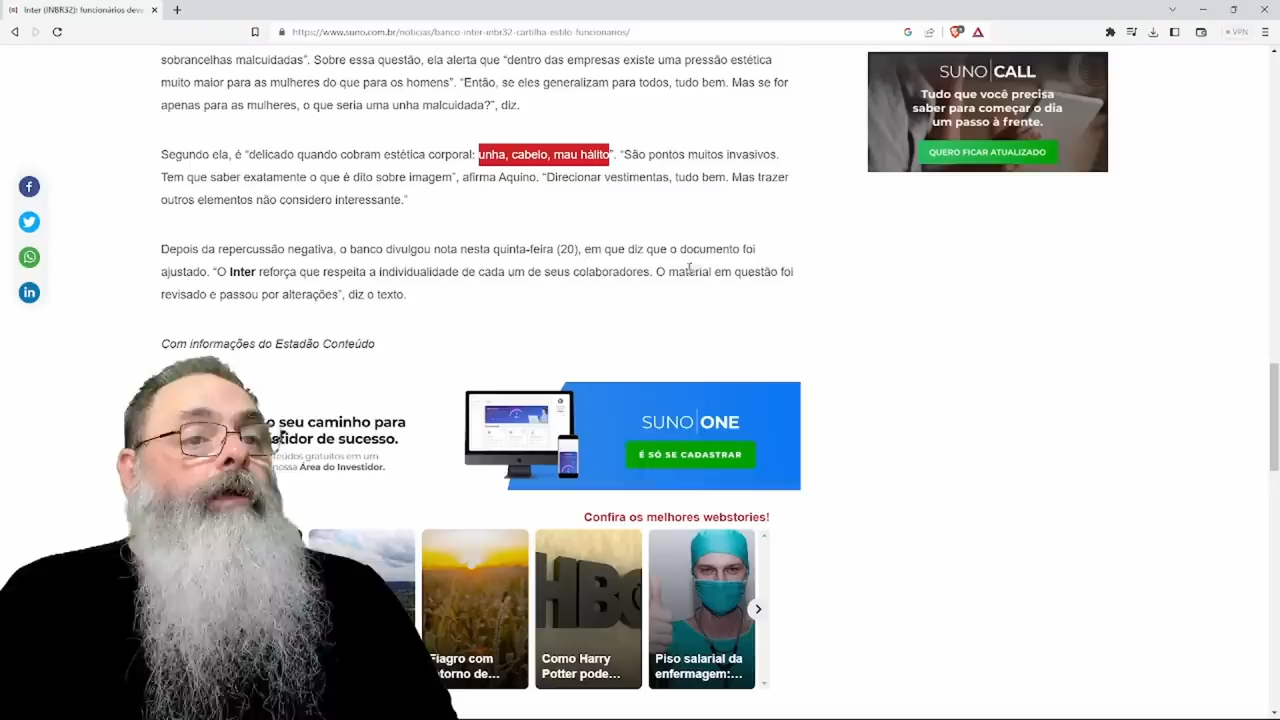 Inter (INBR32): funcionários dev
https://www.suno.com.br/noticias/banco-inter-inbr32-cartilha-estilo-funcionarios/
VPN
sobrancelhas malcuidadas”. Sobre essa questão, ela alerta que “dentro das empresas existe uma pressão estética
muito maior para as mulheres do que para os homens”. “Então, se eles generalizam para todos, tudo bem. Mas se for
apenas para as mulheres, o que seria uma unha malcuidada?”, diz.
Segundo ela, é “delicado quando cobram estética corporal: unha, cabelo, mau hálito”. “São pontos muitos invasivos.
Tem que saber exatamente o que é dito sobre imagem”, afirma Aquino. “Direcionar vestimentas, tudo bem. Mas trazer
outros elementos não considero interessante.”
Depois da repercussão negativa, o banco divulgou nota nesta quinta-feira (20), em que diz que o documento foi
ajustado. “O Inter reforça que respeita a individualidade de cada um de seus colaboradores. O material em questão foi
revisado e passou por alterações”, diz o texto.
Com informações do Estadão Conteúdo
o seu caminho para
stidor de sucesso.
teúdos gratuitos em um
nossa Área do Investidor.
SUNO|ONE
É SÓ SE CADASTRAR
Confira os melhores webstories!
Fiagro com
torno de...
HBO
Como Harry
Potter pode...
Piso salarial da
enfermagem:...
SUNO|CALL
Tudo que você precisa
saber para começar o dia
um passo à frente.
QUERO FICAR ATUALIZADO